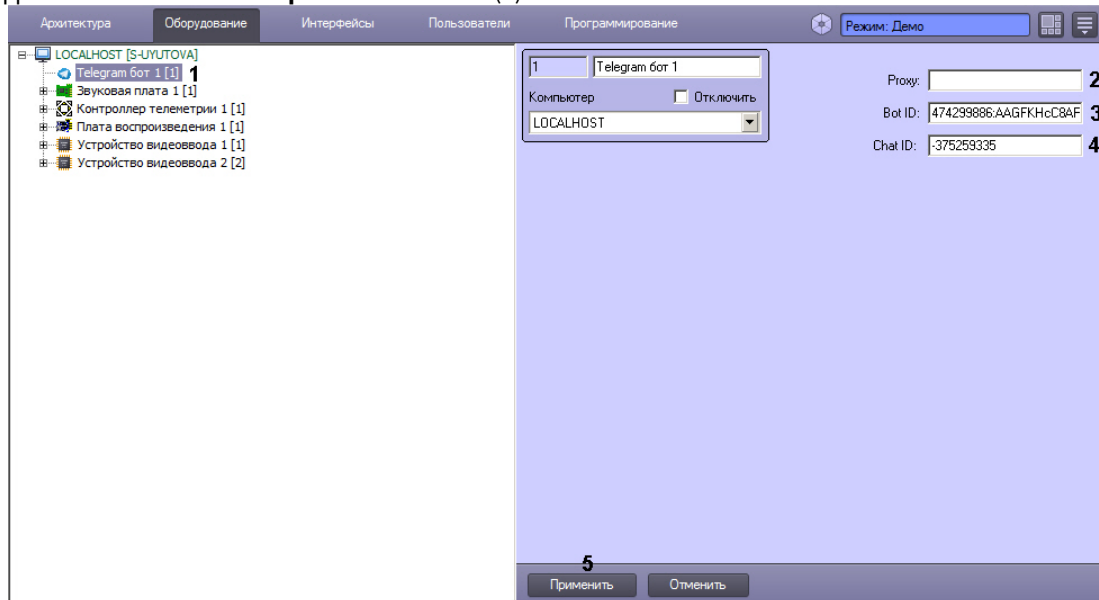 Архитектура Оборудование Интерфейсы Пользователи Программирование Режим: Демо
LOCALHOST [S-UYUTOVA]
Telegram бот 1 [1] 1
Звуковая плата 1 [1]
Контроллер телеметрии 1 [1]
Плата воспроизведения 1 [1]
Устройство видеоввода 1 [1]
Устройство видеоввода 2 [2]
1 Telegram бот 1
Компьютер Отключить
LOCALHOST
Proxy: 2
Bot ID: 474299886:AAGFKHcC8AF 3
Chat ID: -375259335 4
5
Применить Отменить